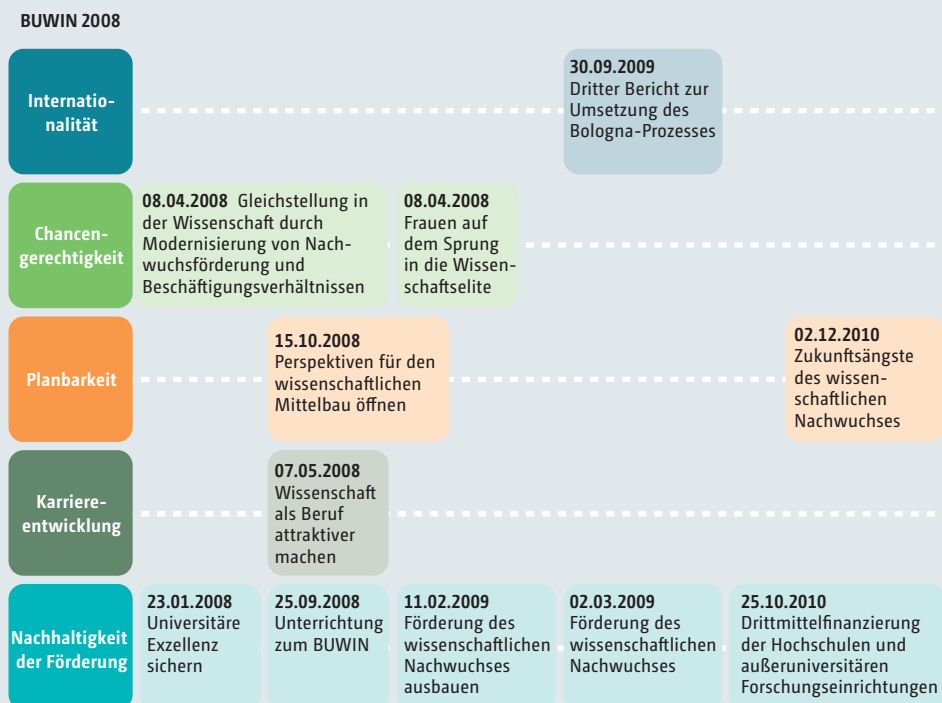 BUWIN 2008
Internatio-
nalität
30.09.2009
Dritter Bericht zur
Umsetzung des
Bologna-Prozesses
Chancen-
gerechtigkeit
08.04.2008 Gleichstellung in
der Wissenschaft durch
Modernisierung von Nach-
wuchsförderung und
Beschäftigungsverhältnissen
08.04.2008
Frauen auf
dem Sprung
in die Wissen-
schaftselite
Planbarkeit
15.10.2008
Perspektiven für den
wissenschaftlichen
Mittelbau öffnen
02.12.2010
Zukunftsängste
des wissen-
schaftlichen
Nachwuchses
Karriere-
entwicklung
07.05.2008
Wissenschaft
als Beruf
attraktiver
machen
Nachhaltigkeit
der Förderung
23.01.2008
Universitäre
Exzellenz
sichern
25.09.2008
Unterrichtung
zum BUWIN
11.02.2009
Förderung des
wissenschaftlichen
Nachwuchses
ausbauen
02.03.2009
Förderung des
wissenschaftlichen
Nachwuchses
25.10.2010
Drittmittelfinanzierung
der Hochschulen und
außeruniversitären
Forschungseinrichtungen